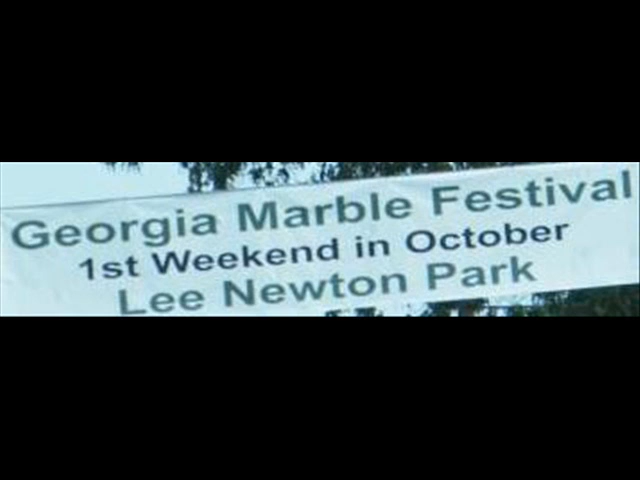 Georgia Marble Festival
1st Weekend in October
Lee Newton Park